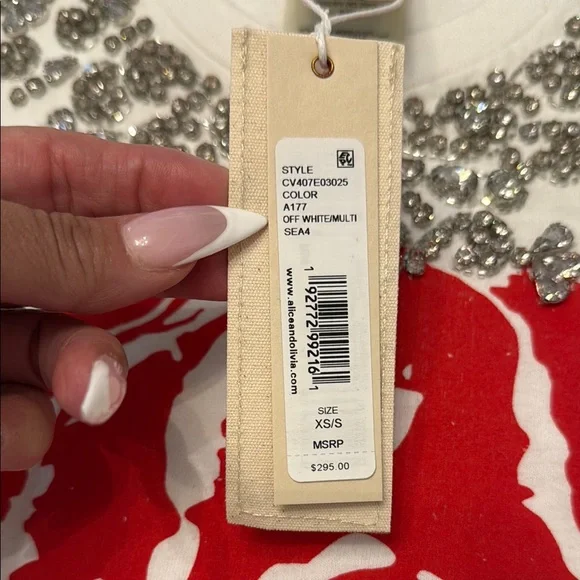 STYLE
CV407E03025
COLOR
A177
OFF WHITE/MULTI
SEA4
www.aliceandolivia.com
1 92772 99216 1
SIZE
XS/S
MSRP
$295.00